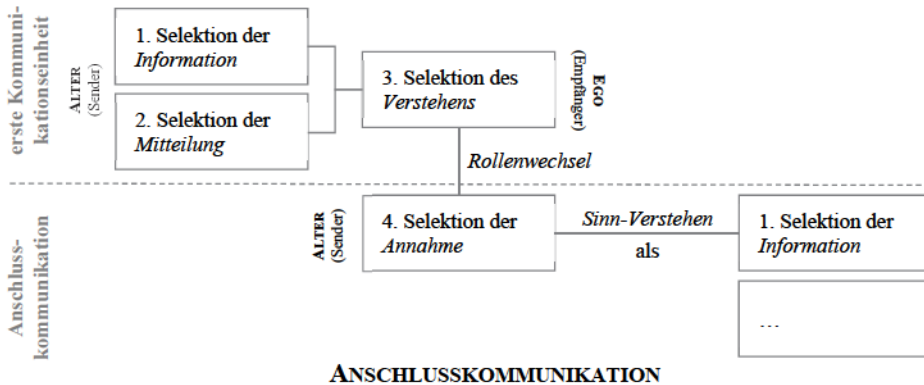 erste Kommuni-
kationseinheit
ALTER
(Sender)
1. Selektion der
Information
2. Selektion der
Mitteilung
3. Selektion des
Verstehens
EGO
(Empfänger)
Rollenwechsel
Anschluss-
kommunikation
ALTER
(Sender)
4. Selektion der
Annahme
Sinn-Verstehen
als
1. Selektion der
Information
…
ANSCHLUSSKOMMUNIKATION